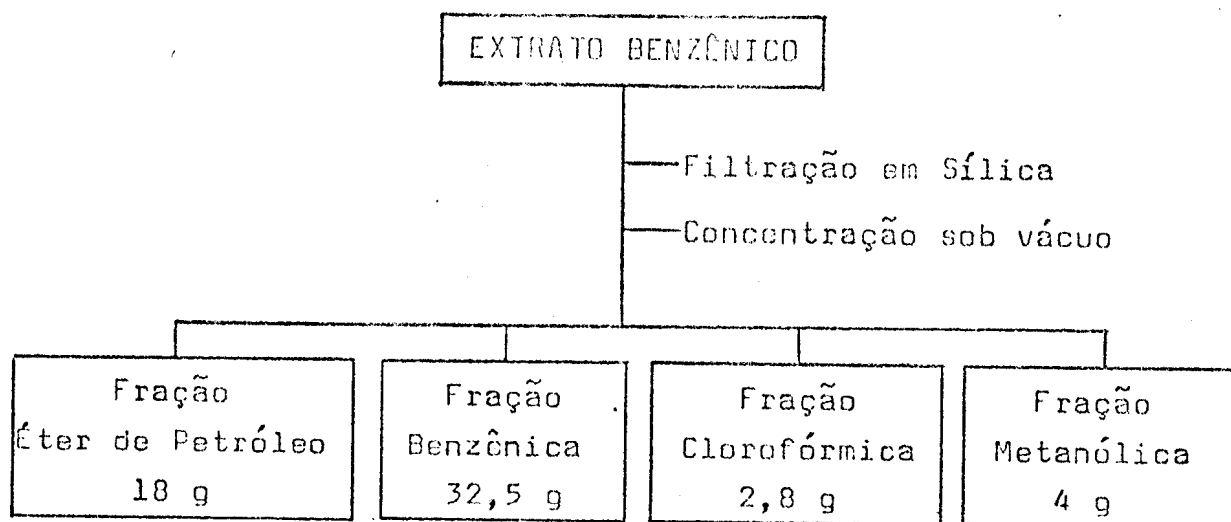 EXTRATO BENZÊNICO
Filtração em Sílica
Concentração sob vácuo
Fração
Éter de Petróleo
18 g
Fração
Benzênica
32,5 g
Fração
Clorofórmica
2,8 g
Fração
Metanólica
4 g